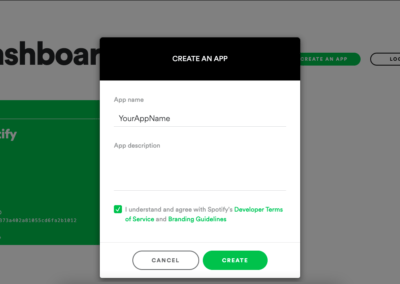 shboar
CREATE AN APP
CREATE AN APP
LO
tify
App name
YourAppName
App description
I understand and agree with Spotify's Developer Terms
of Service and Branding Guidelines
CANCEL
CREATE